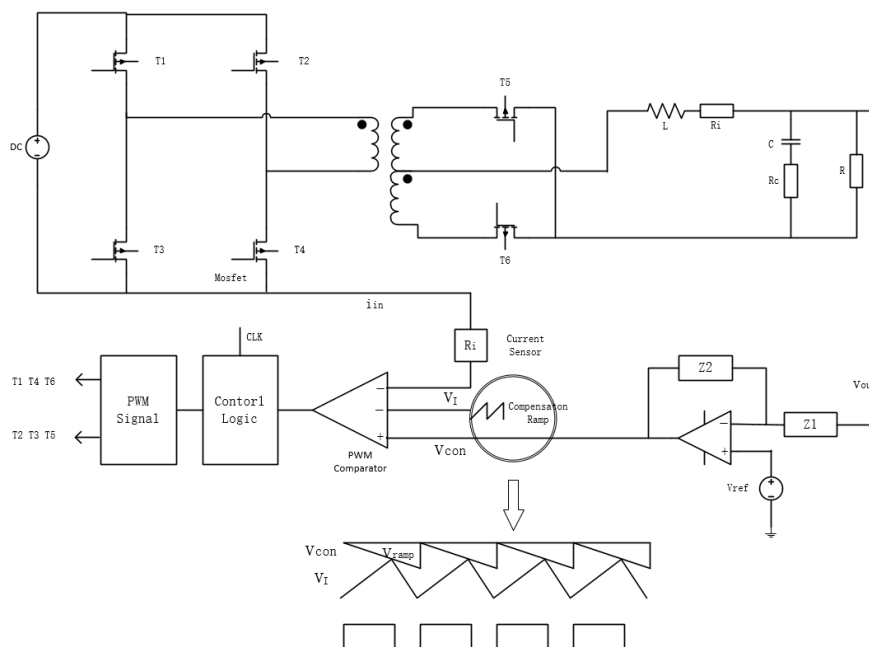 T1
T2
T5
DC
L
Ri
C
Rc
R
T3
T4
T6
Mosfet
iin
CLK
Ri
Current
Sensor
T1 T4 T6
T2 T3 T5
PWM
Signal
Contorl
Logic
PWM
Comparator
VI
Compensaton
Ramp
Vcon
Z2
Z1
Vou
Vref
Vcon
Vramp
VI